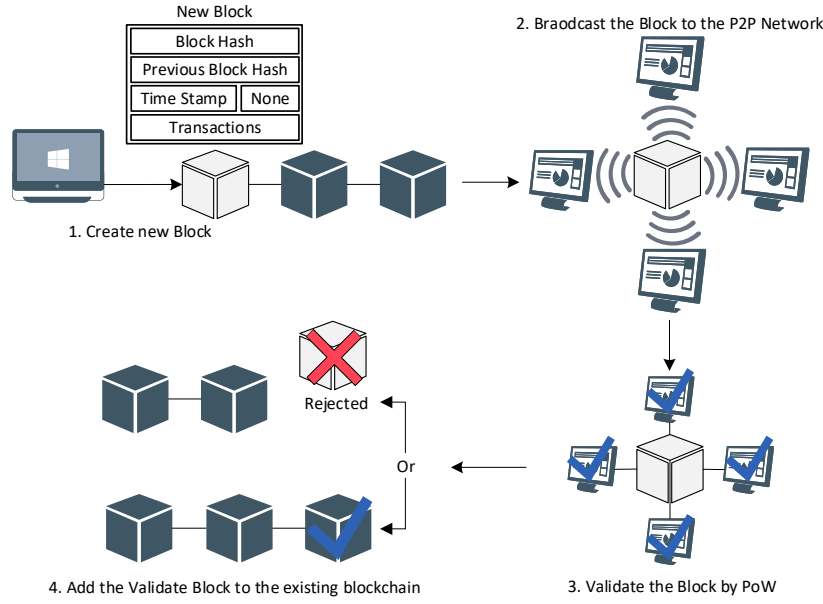 New Block
Block Hash
Previous Block Hash
Time Stamp None
Transactions
1. Create new Block
2. Braodcast the Block to the P2P Network
3. Validate the Block by PoW
Rejected
Or
4. Add the Validate Block to the existing blockchain